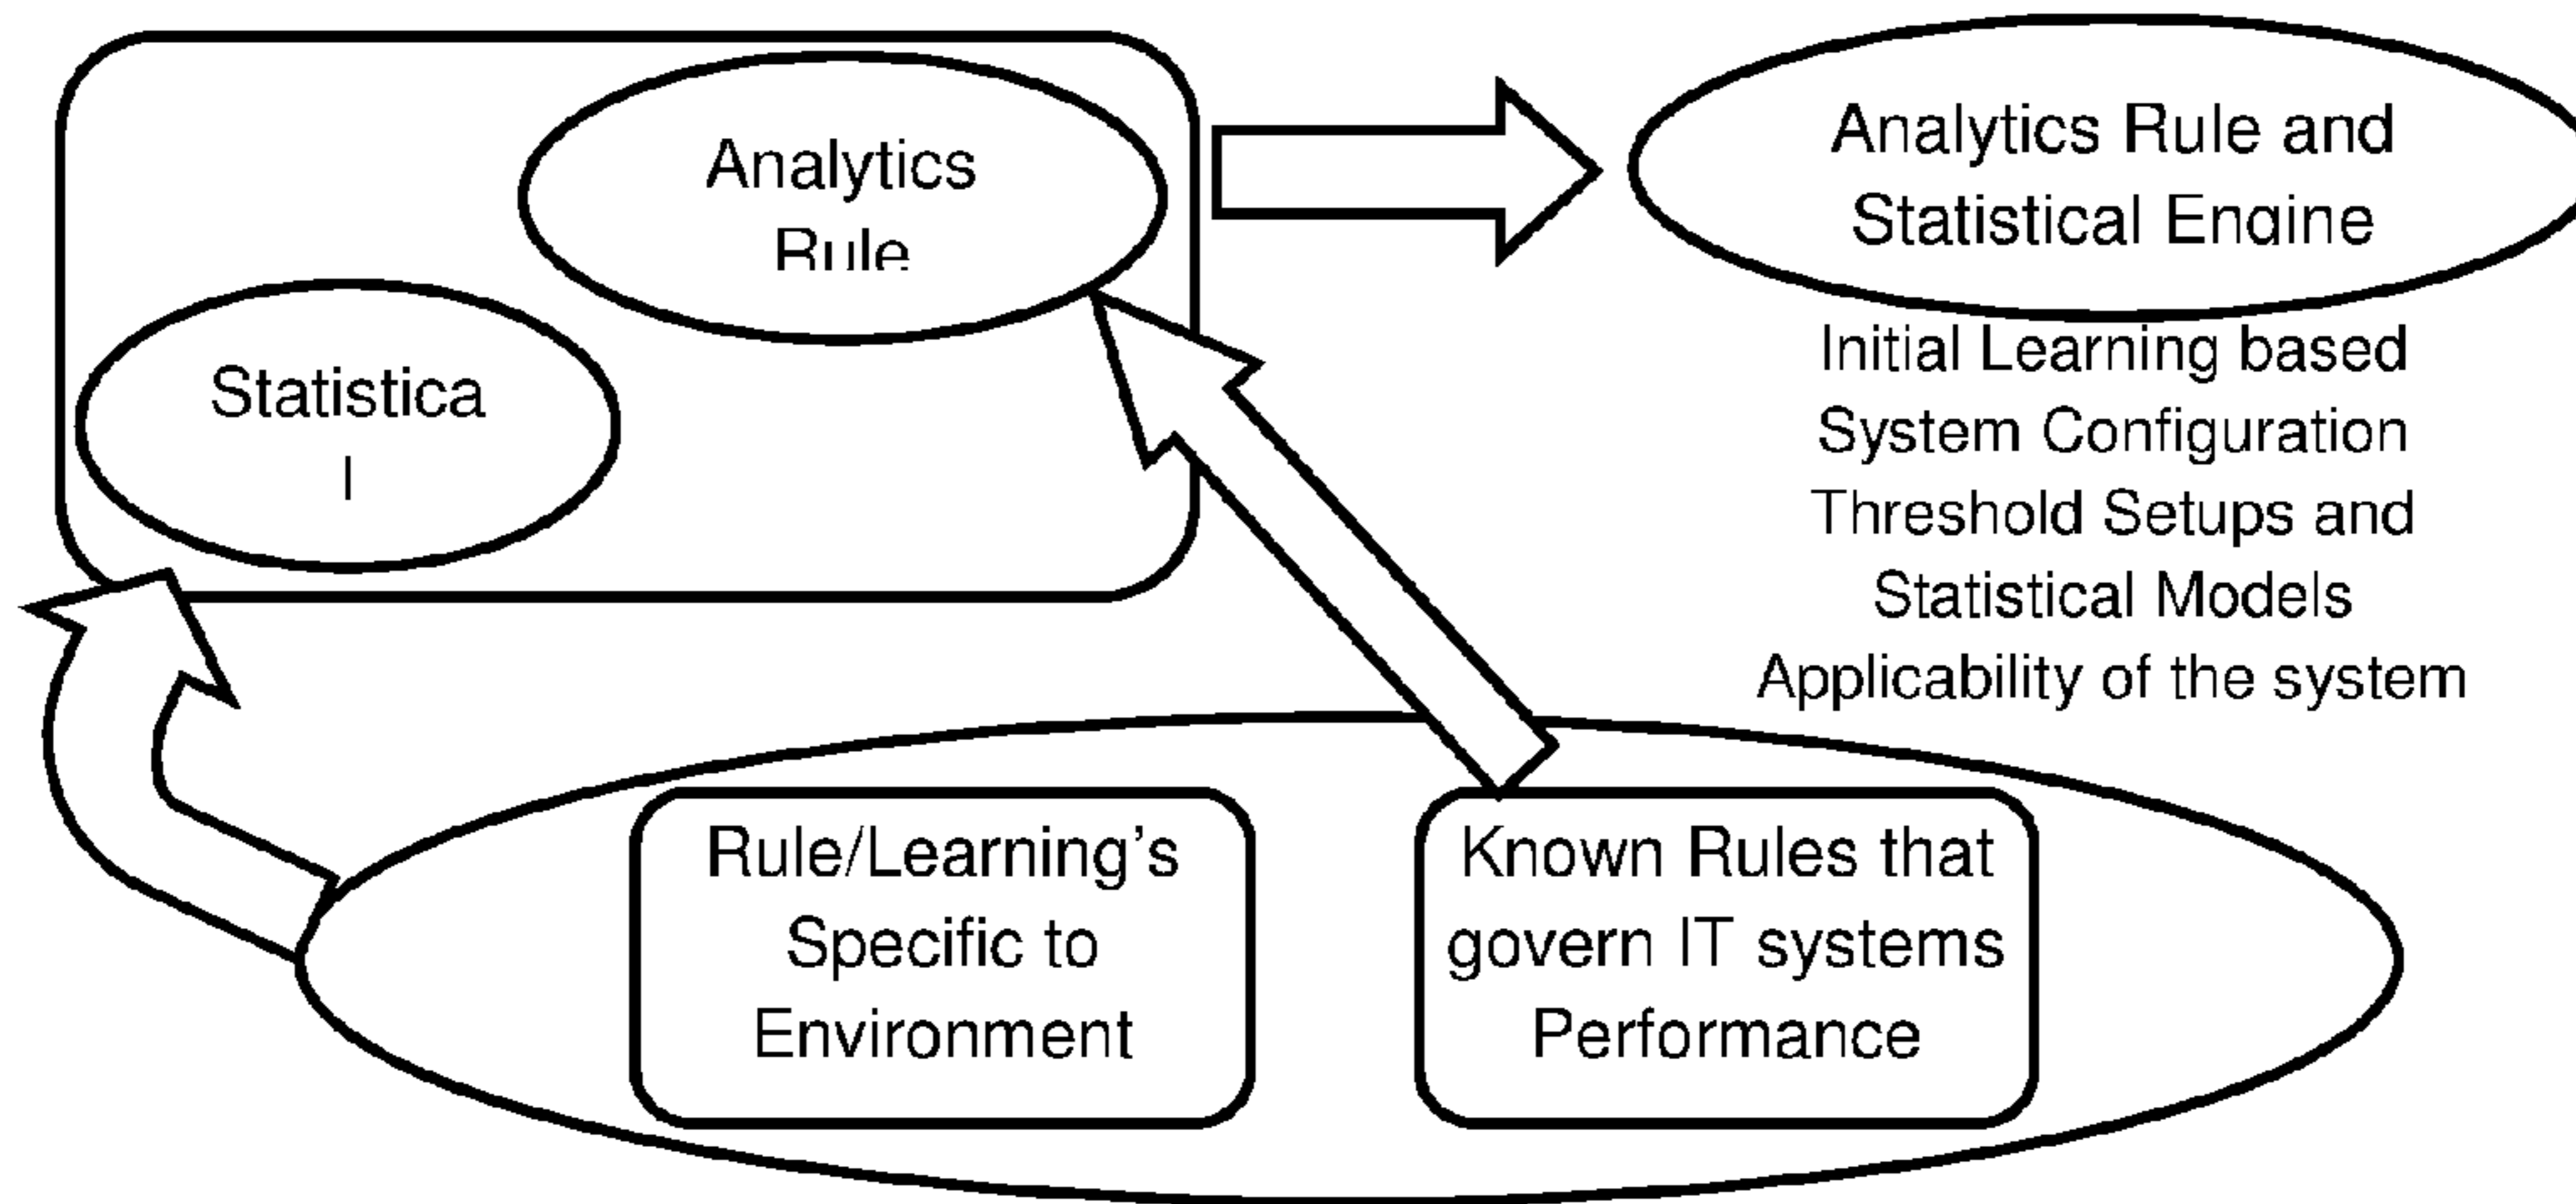 Analytics
Rule
Statistica
l
Analytics Rule and
Statistical Engine
Initial Learning based
System Configuration
Threshold Setups and
Statistical Models
Applicability of the system
Rule/Learning's
Specific to
Environment
Known Rules that
govern IT systems
Performance